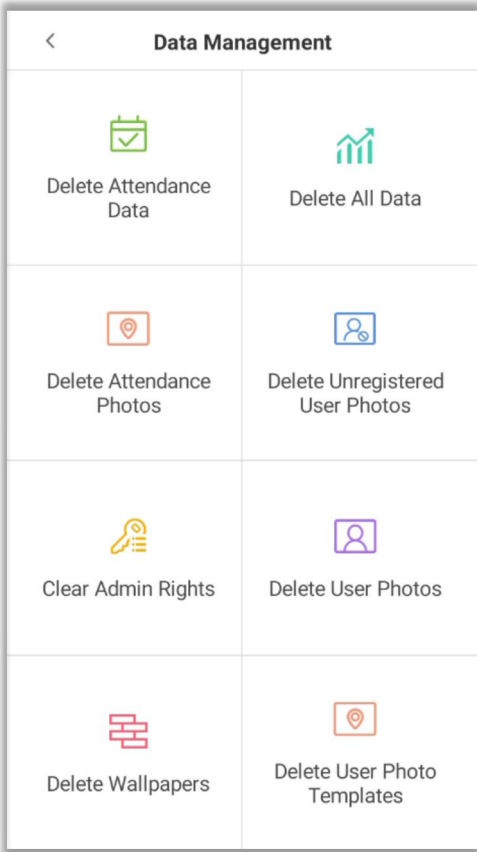 Data Management
Delete Attendance
Data
Delete All Data
Delete Attendance
Photos
Delete Unregistered
User Photos
Clear Admin Rights
Delete User Photos
Delete Wallpapers
Delete User Photo
Templates